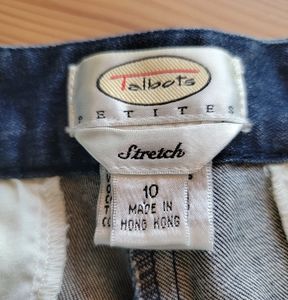 Talbots
PETITES
Stretch
10
MADE IN
HONG KONG